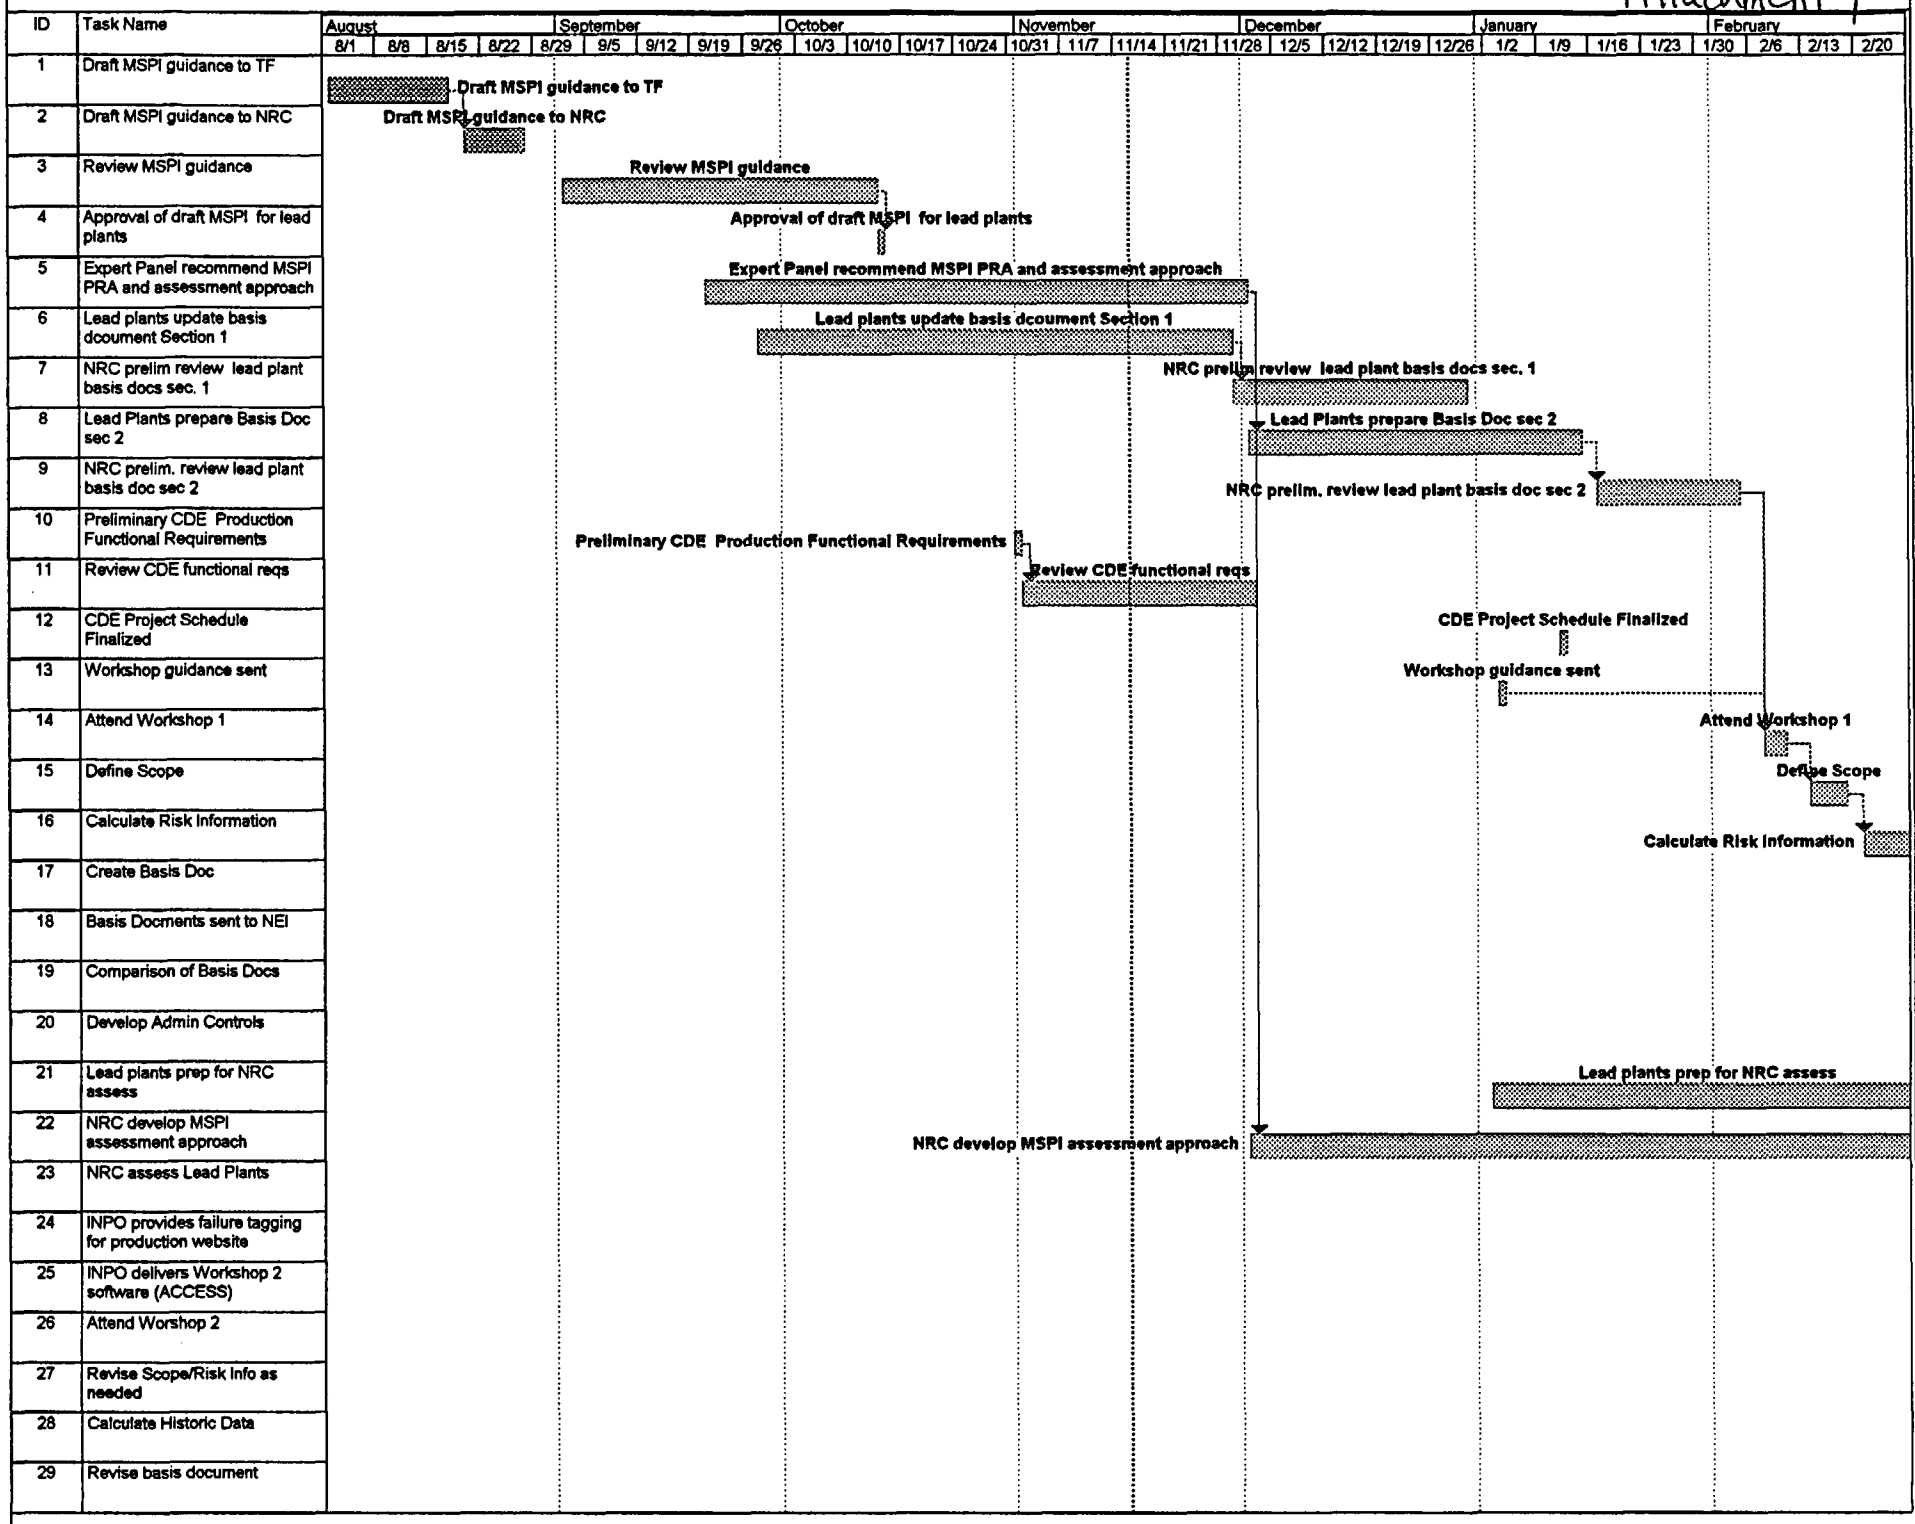 ID Task Name August September October November December January February
8/1 8/8 8/15 8/22 8/29 9/5 9/12 9/19 9/26 10/3 10/10 10/17 10/24 10/31 11/7 11/14 11/21 11/28 12/5 12/12 12/19 12/26 1/2 1/9 1/16 1/23 1/30 2/6 2/13 2/20
1 Draft MSPI guidance to TF
Draft MSPI guidance to TF
2 Draft MSPI guidance to NRC
Draft MSPI guidance to NRC
3 Review MSPI guidance
Review MSPI guidance
4 Approval of draft MSPI for lead
plants
Approval of draft MSPI for lead plants
5 Expert Panel recommend MSPI
PRA and assessment approach
Expert Panel recommend MSPI PRA and assessment approach
6 Lead plants update basis
dcoument Section 1
Lead plants update basis dcoument Section 1
7 NRC prelim review lead plant
basis docs sec. 1
NRC prelim review lead plant basis docs sec. 1
8 Lead Plants prepare Basis Doc
sec 2
Lead Plants prepare Basis Doc sec 2
9 NRC prelim. review lead plant
basis doc sec 2
NRC prelim. review lead plant basis doc sec 2
10 Preliminary CDE Production
Functional Requirements
Preliminary CDE Production Functional Requirements
11 Review CDE functional reqs
Review CDE functional reqs
12 CDE Project Schedule
Finalized
CDE Project Schedule Finalized
13 Workshop guidance sent
Workshop guidance sent
14 Attend Workshop 1
Attend Workshop 1
15 Define Scope
Define Scope
16 Calculate Risk Information
Calculate Risk Information
17 Create Basis Doc
18 Basis Docments sent to NEI
19 Comparison of Basis Docs
20 Develop Admin Controls
21 Lead plants prep for NRC
assess
Lead plants prep for NRC assess
22 NRC develop MSPI
assessment approach
NRC develop MSPI assessment approach
23 NRC assess Lead Plants
24 INPO provides failure tagging
for production website
25 INPO delivers Workshop 2
software (ACCESS)
26 Attend Worshop 2
27 Revise Scope/Risk Info as
needed
28 Calculate Historic Data
29 Revise basis document